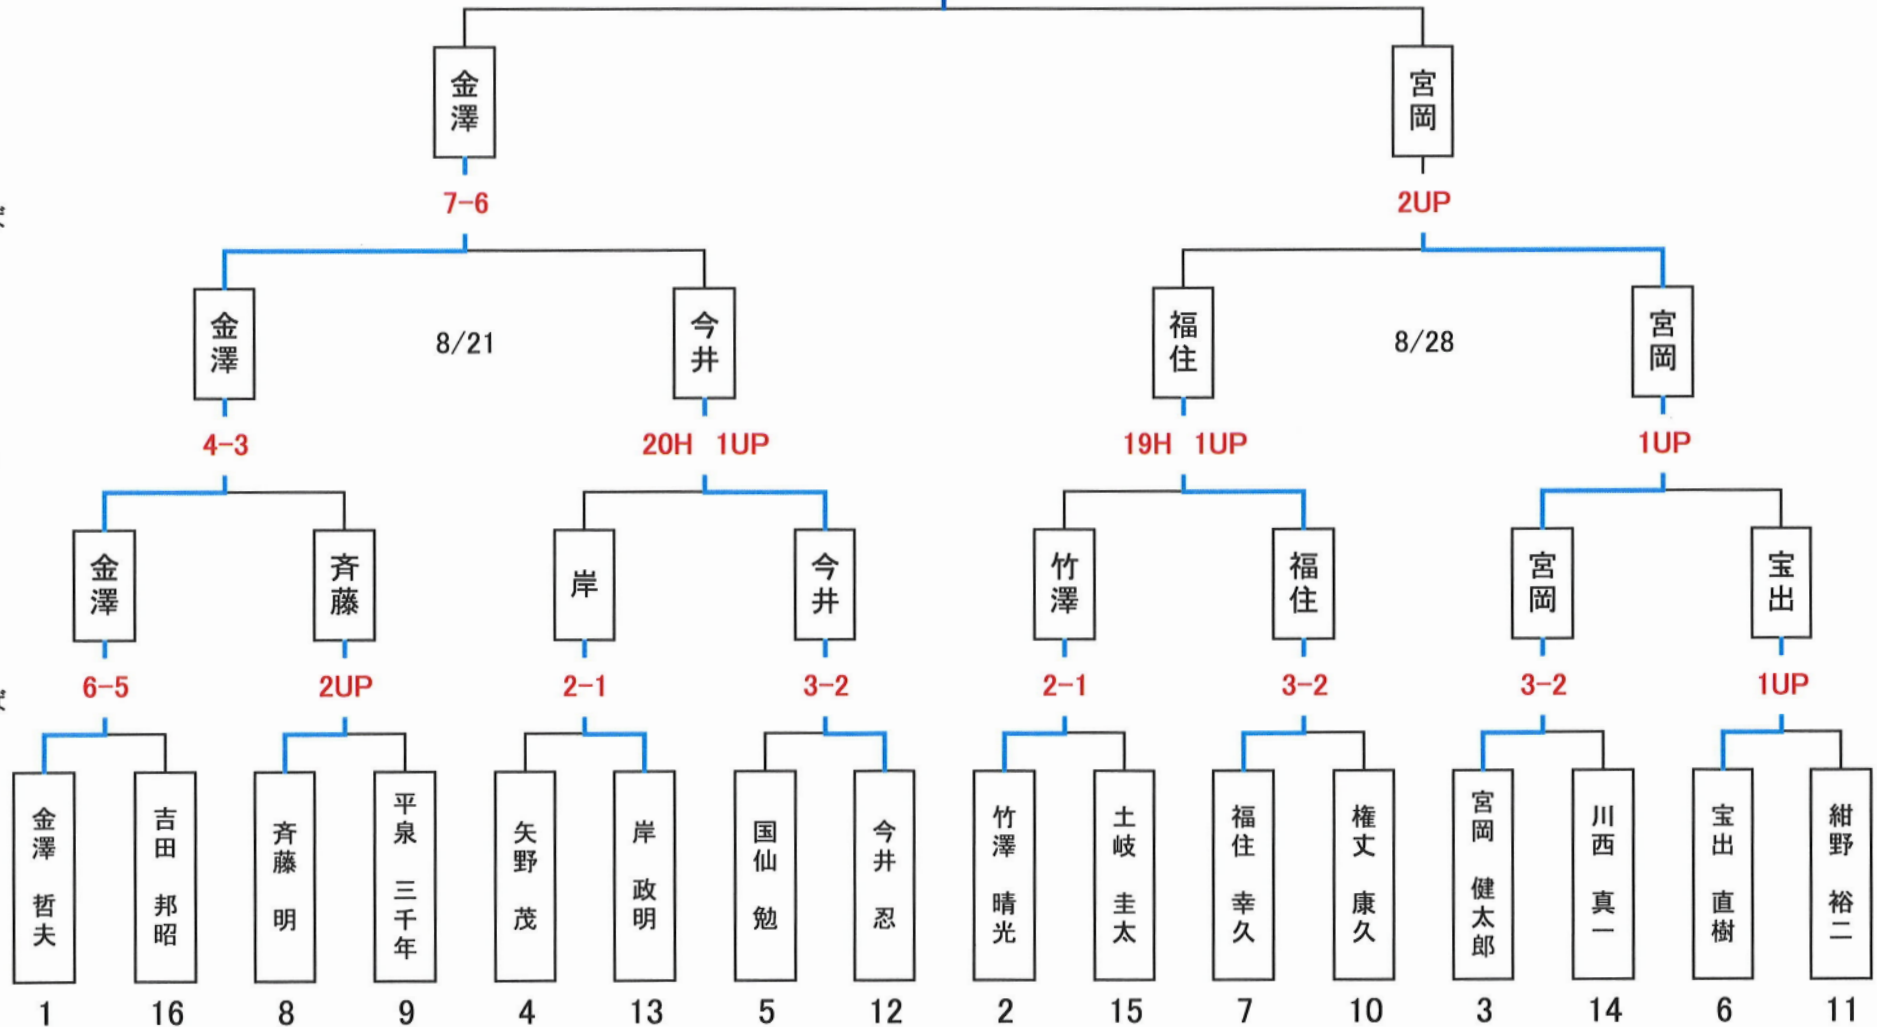 金澤
宮岡
7-6
2UP
金澤
8/21
今井
福住
8/28
宮岡
4-3
20H 1UP
19H 1UP
1UP
金澤
斉藤
岸
今井
竹澤
福住
宮岡
宝出
6-5
2UP
2-1
3-2
2-1
3-2
3-2
1UP
金澤 哲夫
吉田 邦昭
斉藤 明
平泉 三千年
矢野 茂
岸 政明
国仙 勉
今井 忍
竹澤 晴光
土岐 圭太
福住 幸久
権丈 康久
宮岡 健太郎
川西 真一
宝出 直樹
紺野 裕二
1
16
8
9
4
13
5
12
2
15
7
10
3
14
6
11